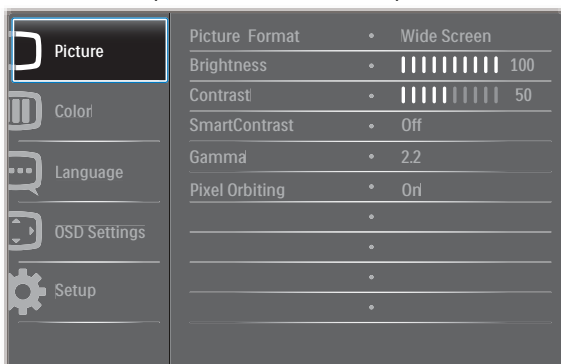 Picture
Color
Language
OSD Settings
Setup
Picture Format • Wide Screen
Brightness • 100
Contrast • 50
SmartContrast • Off
Gamma • 2.2
Pixel Orbiting • On
•
•
•
•